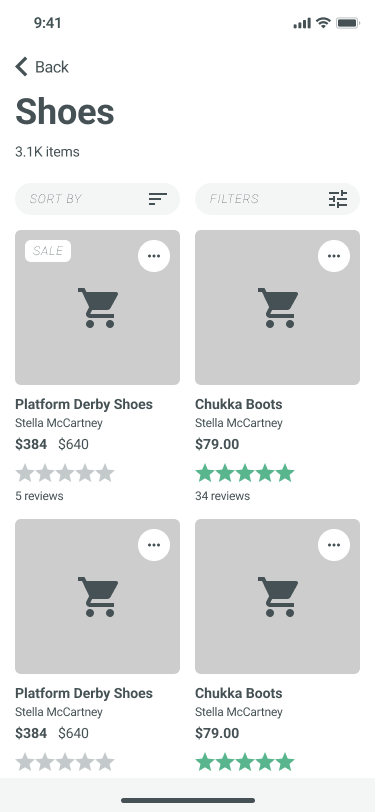 9:41
Back
Shoes
3.1K items
SORT BY
FILTERS
SALE
Platform Derby Shoes
Stella McCartney
$384 $640
5 reviews
Chukka Boots
Stella McCartney
$79.00
34 reviews
Platform Derby Shoes
Stella McCartney
$384 $640
Chukka Boots
Stella McCartney
$79.00